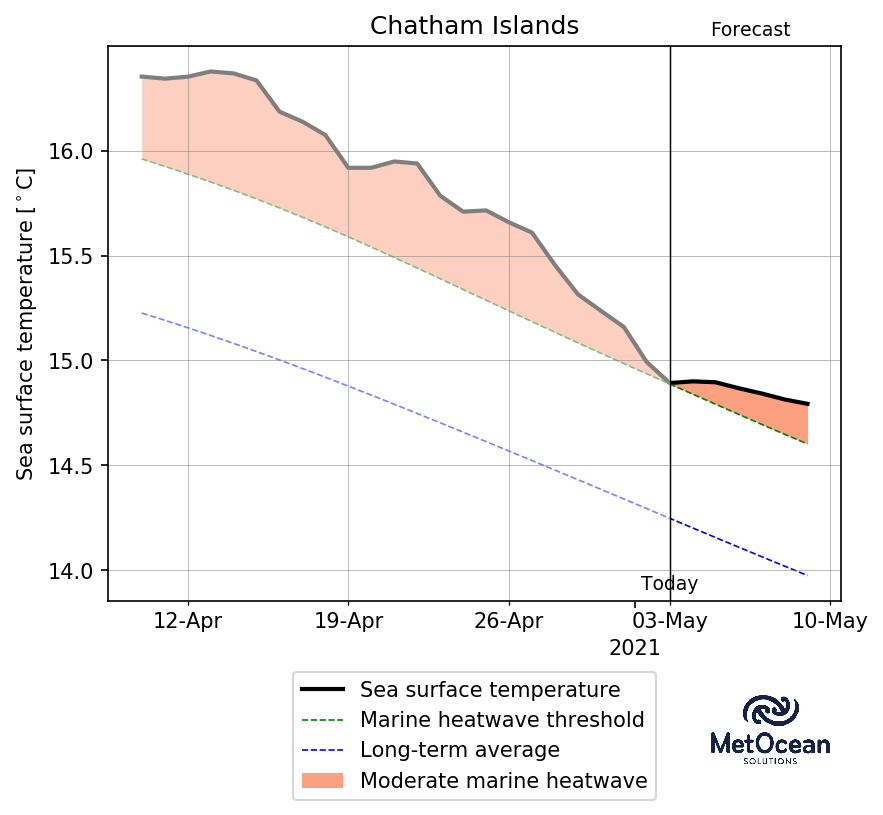 Chatham Islands
Forecast
Sea surface temperature [°C]
16.0
15.5
15.0
14.5
14.0
Today
12-Apr 19-Apr 26-Apr 03-May 10-May
2021
Sea surface temperature
Marine heatwave threshold
Long-term average
Moderate marine heatwave
MetOcean
SOLUTIONS